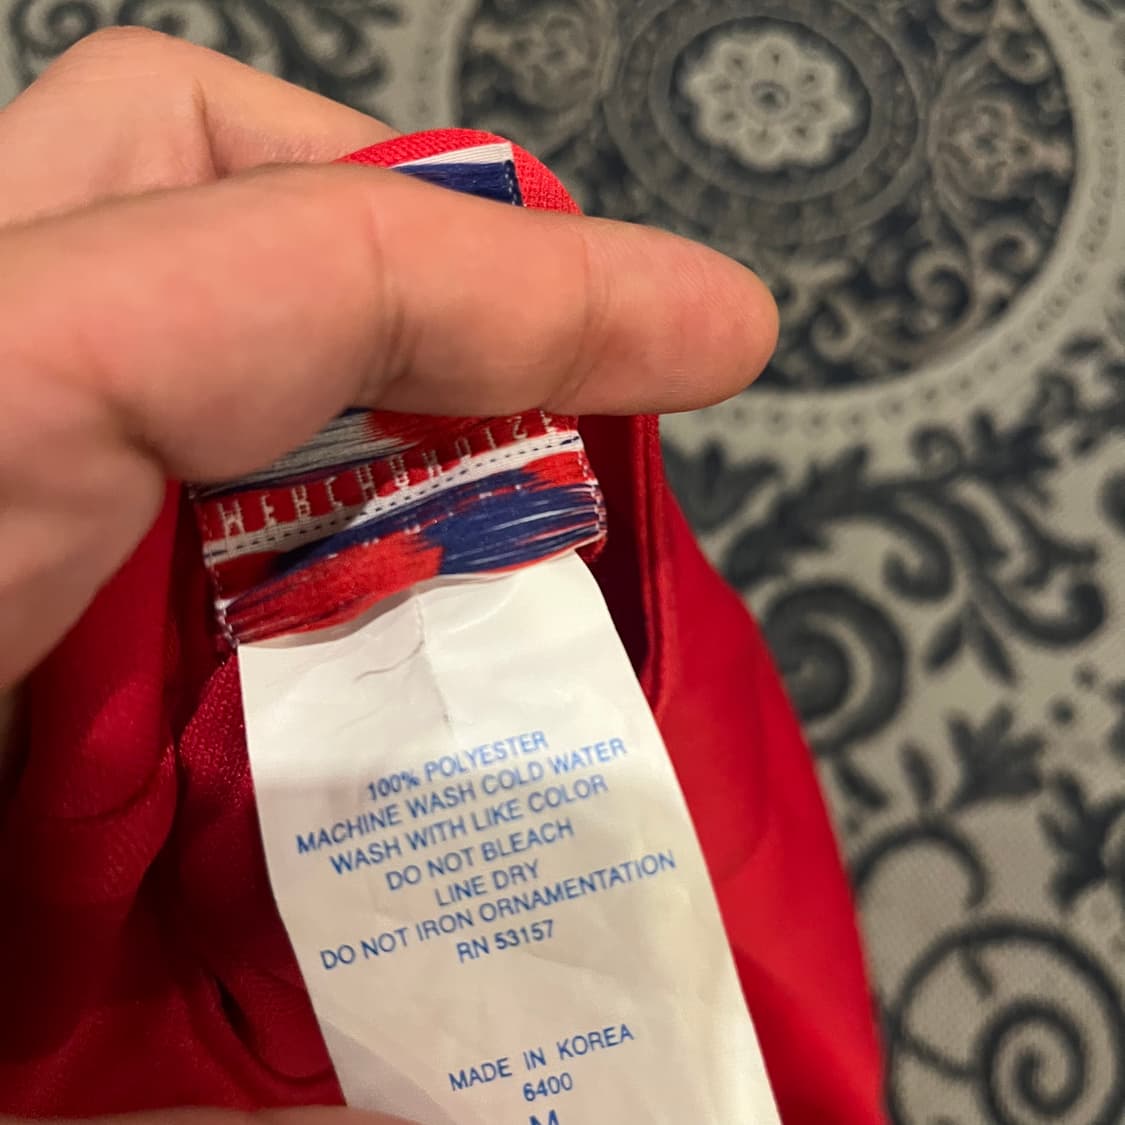 100% POLYESTER
MACHINE WASH COLD WATER
WASH WITH LIKE COLOR
DO NOT BLEACH
LINE DRY
DO NOT IRON ORNAMENTATION
RN 53157
MADE IN KOREA
6400
M